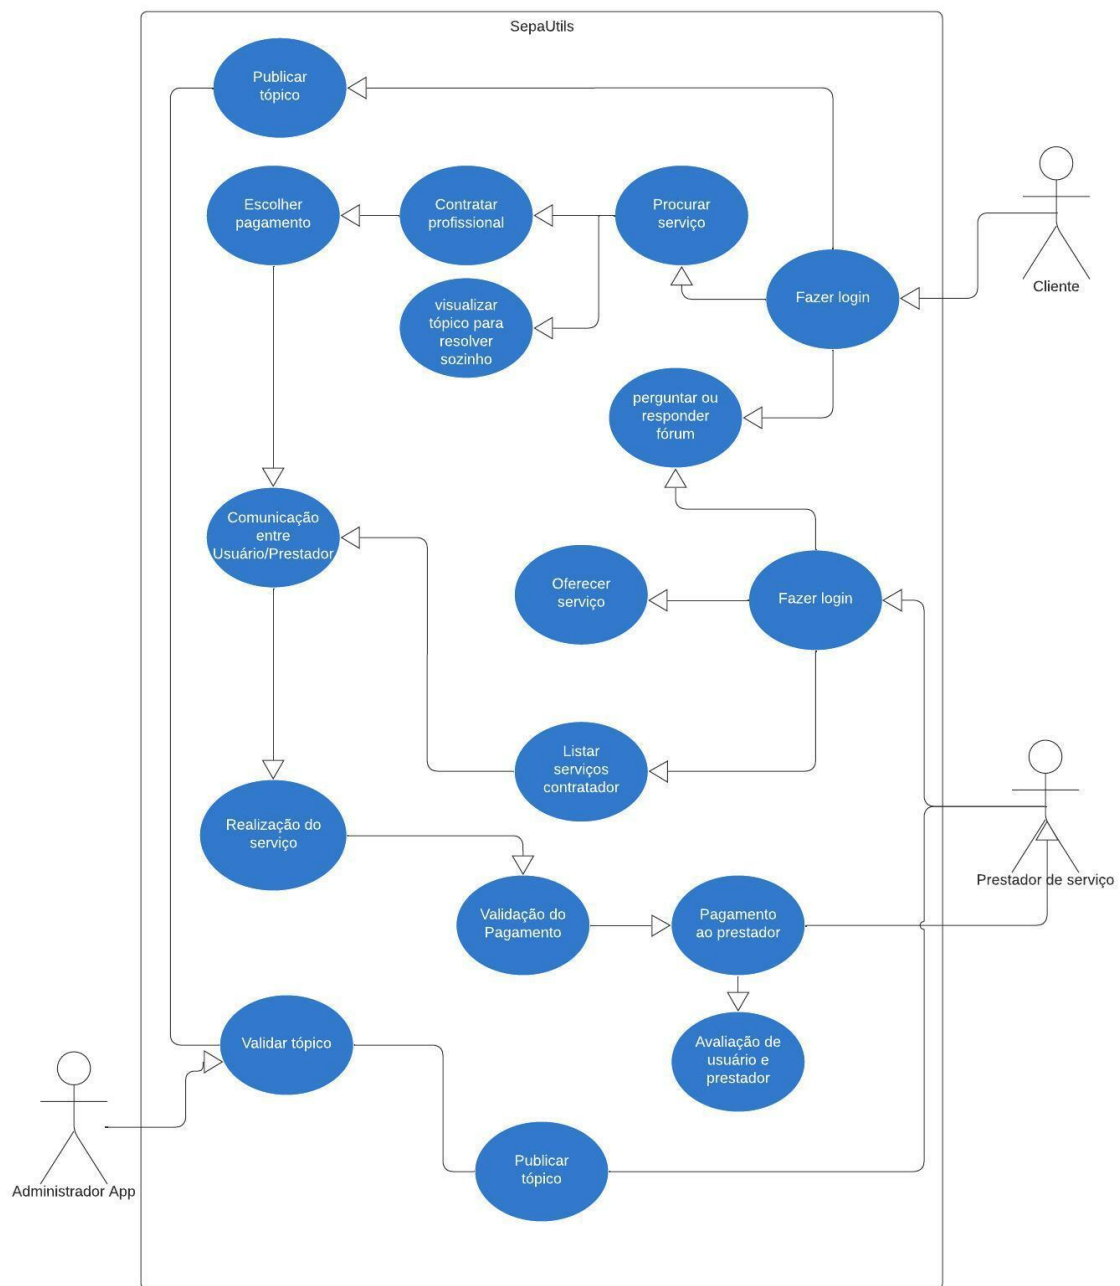 SepaUtils
Publicar
tópico
Escolher
pagamento
Contratar
profissional
Procurar
serviço
Cliente
Fazer login
visualizar
tópico para
resolver
sozinho
perguntar ou
responder
fórum
Comunicação
entre
Usuário/Prestador
Oferecer
serviço
Fazer login
Listar
serviços
contratador
Realização do
serviço
Prestador de serviço
Validação do
Pagamento
Pagamento
ao prestador
Validar tópico
Avaliação de
usuário e
prestador
Publicar
tópico
Administrador App